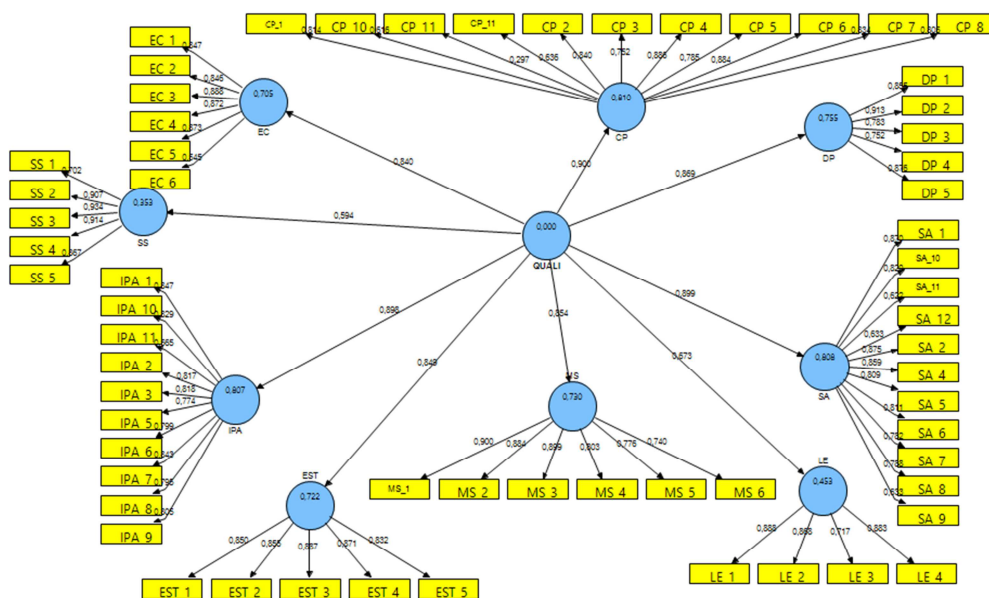 CP_1
CP 10
CP 11
CP_11
CP 2
CP 3
CP 4
CP 5
CP 6
CP 7
CP 8
0,814
0,297
0,636
0,840
0,785
0,884
0,810
CP
EC 1
EC 2
EC 3
EC 4
EC 5
EC 6
0,846
0,888
0,872
0,705
EC
DP 1
DP 2
DP 3
DP 4
DP 5
0,913
0,783
0,752
0,755
DP
SS 1
SS 2
SS 3
SS 4
SS 5
0,907
0,934
0,914
0,353
SS
0,840
0,900
0,869
0,594
0,000
QUALI
0,898
0,849
0,854
0,673
0,899
IPA 1
IPA 10
IPA 11
IPA 2
IPA 3
IPA 5
IPA 6
IPA 7
IPA 8
IPA 9
0,817
0,818
0,774
0,807
IPA
SA 1
SA_10
SA_11
SA 12
SA 2
SA 4
SA 5
SA 6
SA 7
SA 8
SA 9
0,633
0,875
0,859
0,809
0,808
SA
MS
0,730
0,900
0,884
0,899
0,803
0,776
0,740
MS_1
MS 2
MS 3
MS 4
MS 5
MS 6
EST
0,722
0,850
0,871
0,832
EST 1
EST 2
EST 3
EST 4
EST 5
LE
0,453
0,888
0,717
0,883
LE 1
LE 2
LE 3
LE 4